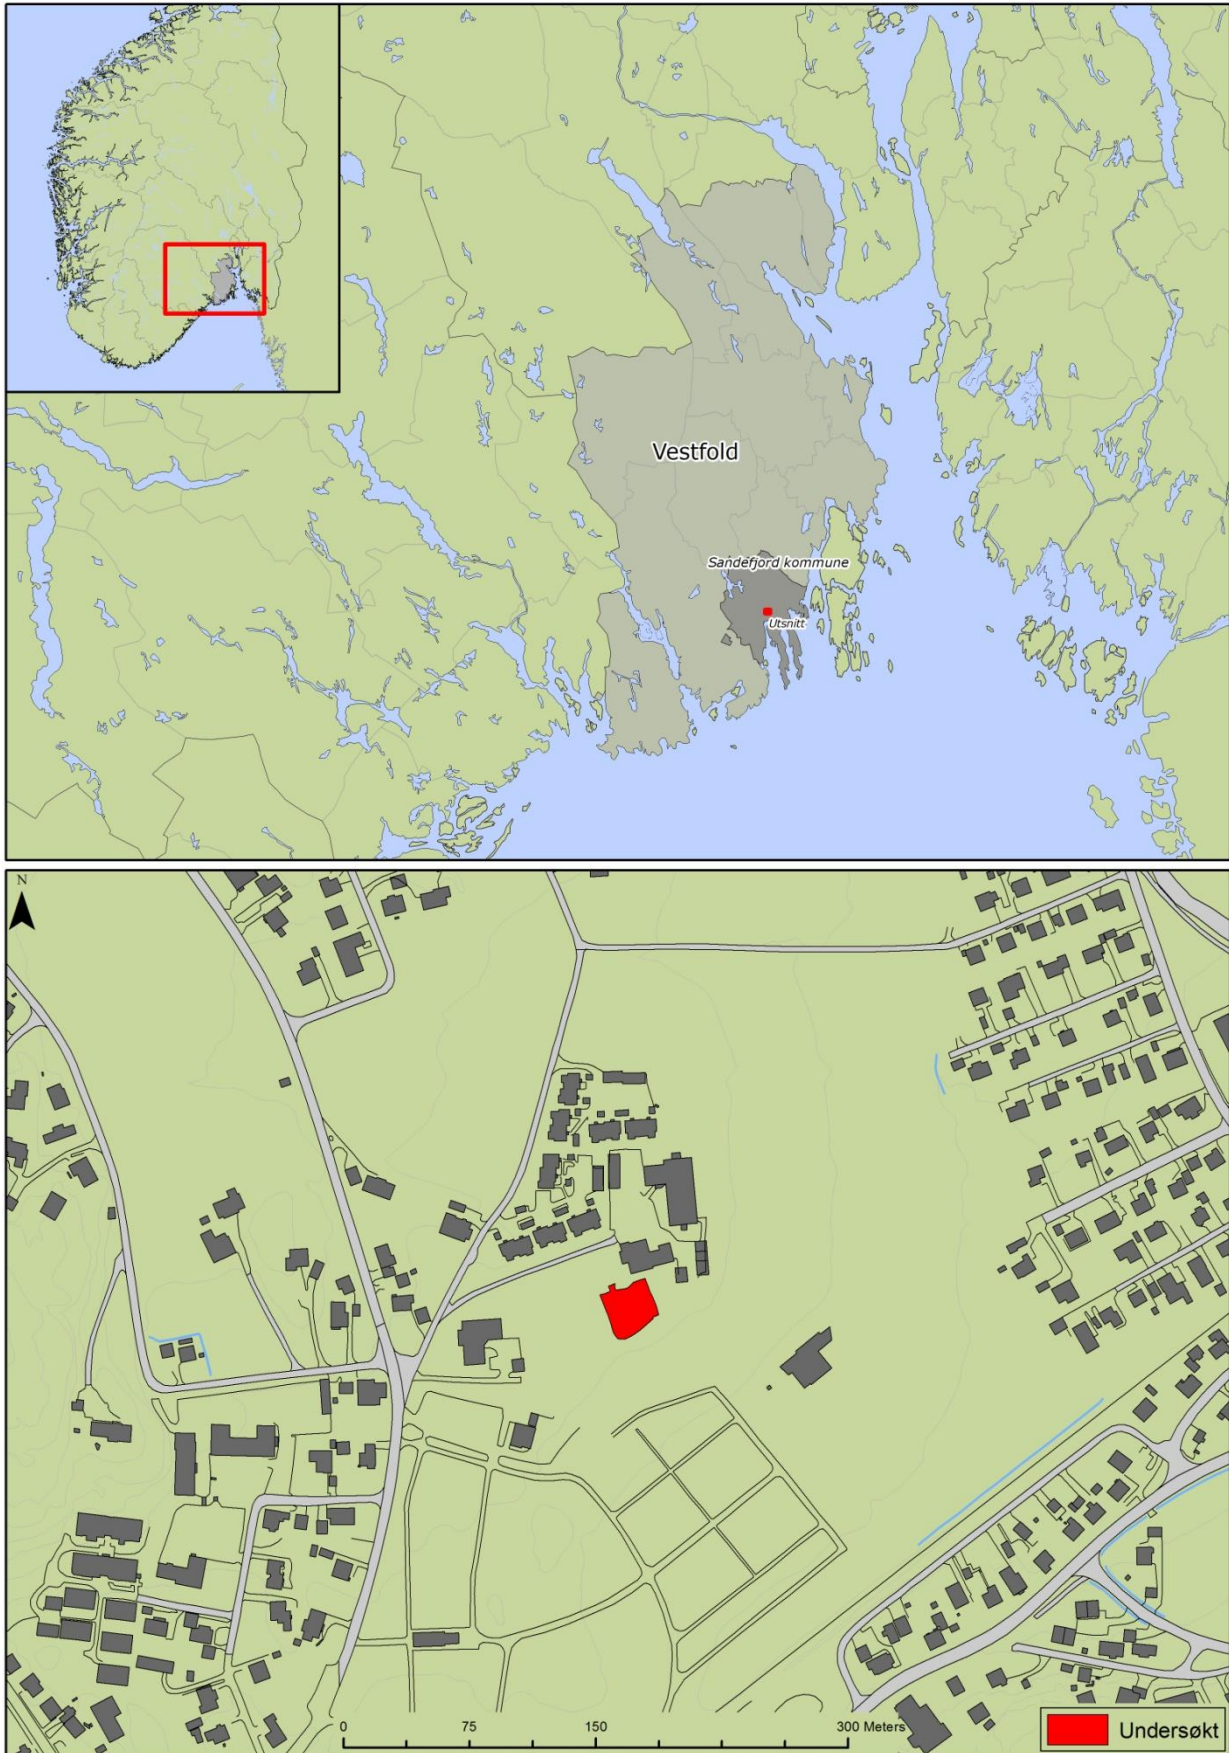 Vestfold
Sandefjord kommune
Utsnitt
N
0 75 150 300 Meters
Undersøkt